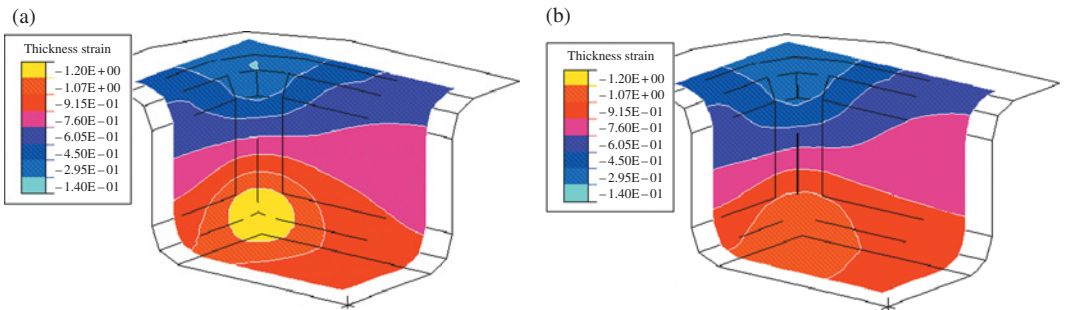 (a)
Thickness strain
−1.20E+00
−1.07E+00
−9.15E−01
−7.60E−01
−6.05E−01
−4.50E−01
−2.95E−01
−1.40E−01
(b)
Thickness strain
−1.20E+00
−1.07E+00
−9.15E−01
−7.60E−01
−6.05E−01
−4.50E−01
−2.95E−01
−1.40E−01